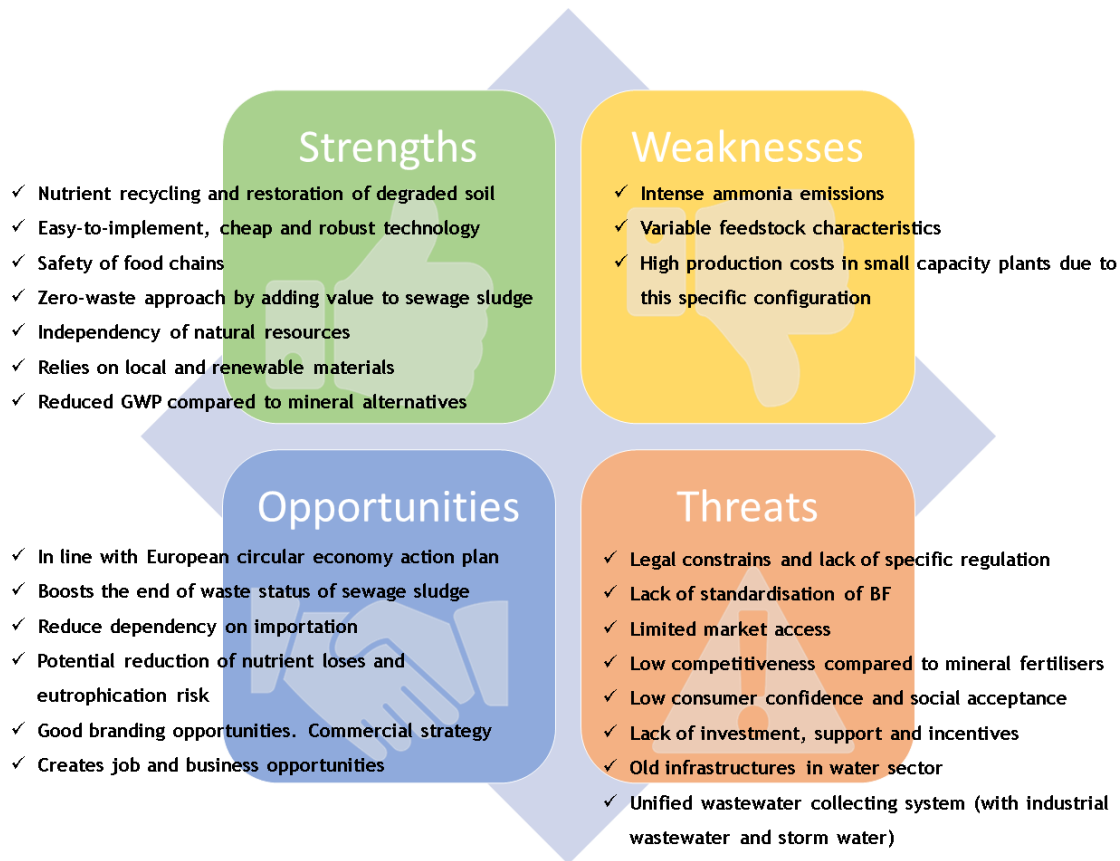 Strengths
✓ Nutrient recycling and restoration of degraded soil
✓ Easy-to-implement, cheap and robust technology
✓ Safety of food chains
✓ Zero-waste approach by adding value to sewage sludge
✓ Independency of natural resources
✓ Relies on local and renewable materials
✓ Reduced GWP compared to mineral alternatives
Weaknesses
✓ Intense ammonia emissions
✓ Variable feedstock characteristics
✓ High production costs in small capacity plants due to
this specific configuration
Opportunities
✓ In line with European circular economy action plan
✓ Boosts the end of waste status of sewage sludge
✓ Reduce dependency on importation
✓ Potential reduction of nutrient loses and
eutrophication risk
✓ Good branding opportunities. Commercial strategy
✓ Creates job and business opportunities
Threats
✓ Legal constrains and lack of specific regulation
✓ Lack of standardisation of BF
✓ Limited market access
✓ Low competitiveness compared to mineral fertilisers
✓ Low consumer confidence and social acceptance
✓ Lack of investment, support and incentives
✓ Old infrastructures in water sector
✓ Unified wastewater collecting system (with industrial
wastewater and storm water)